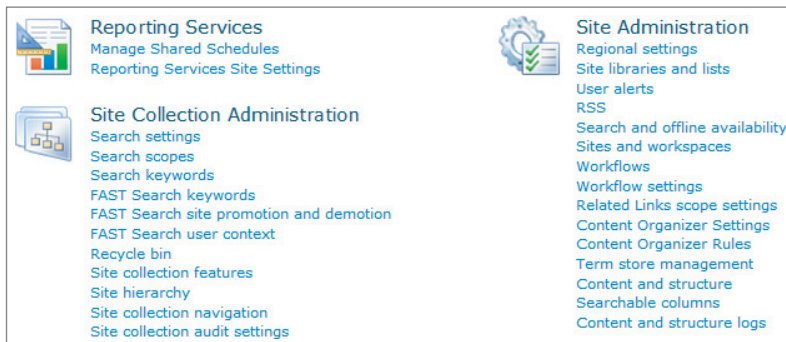 Reporting Services
Manage Shared Schedules
Reporting Services Site Settings
Site Collection Administration
Search settings
Search scopes
Search keywords
FAST Search keywords
FAST Search site promotion and demotion
FAST Search user context
Recycle bin
Site collection features
Site hierarchy
Site collection navigation
Site collection audit settings
Site Administration
Regional settings
Site libraries and lists
User alerts
RSS
Search and offline availability
Sites and workspaces
Workflows
Workflow settings
Related Links scope settings
Content Organizer Settings
Content Organizer Rules
Term store management
Content and structure
Searchable columns
Content and structure logs